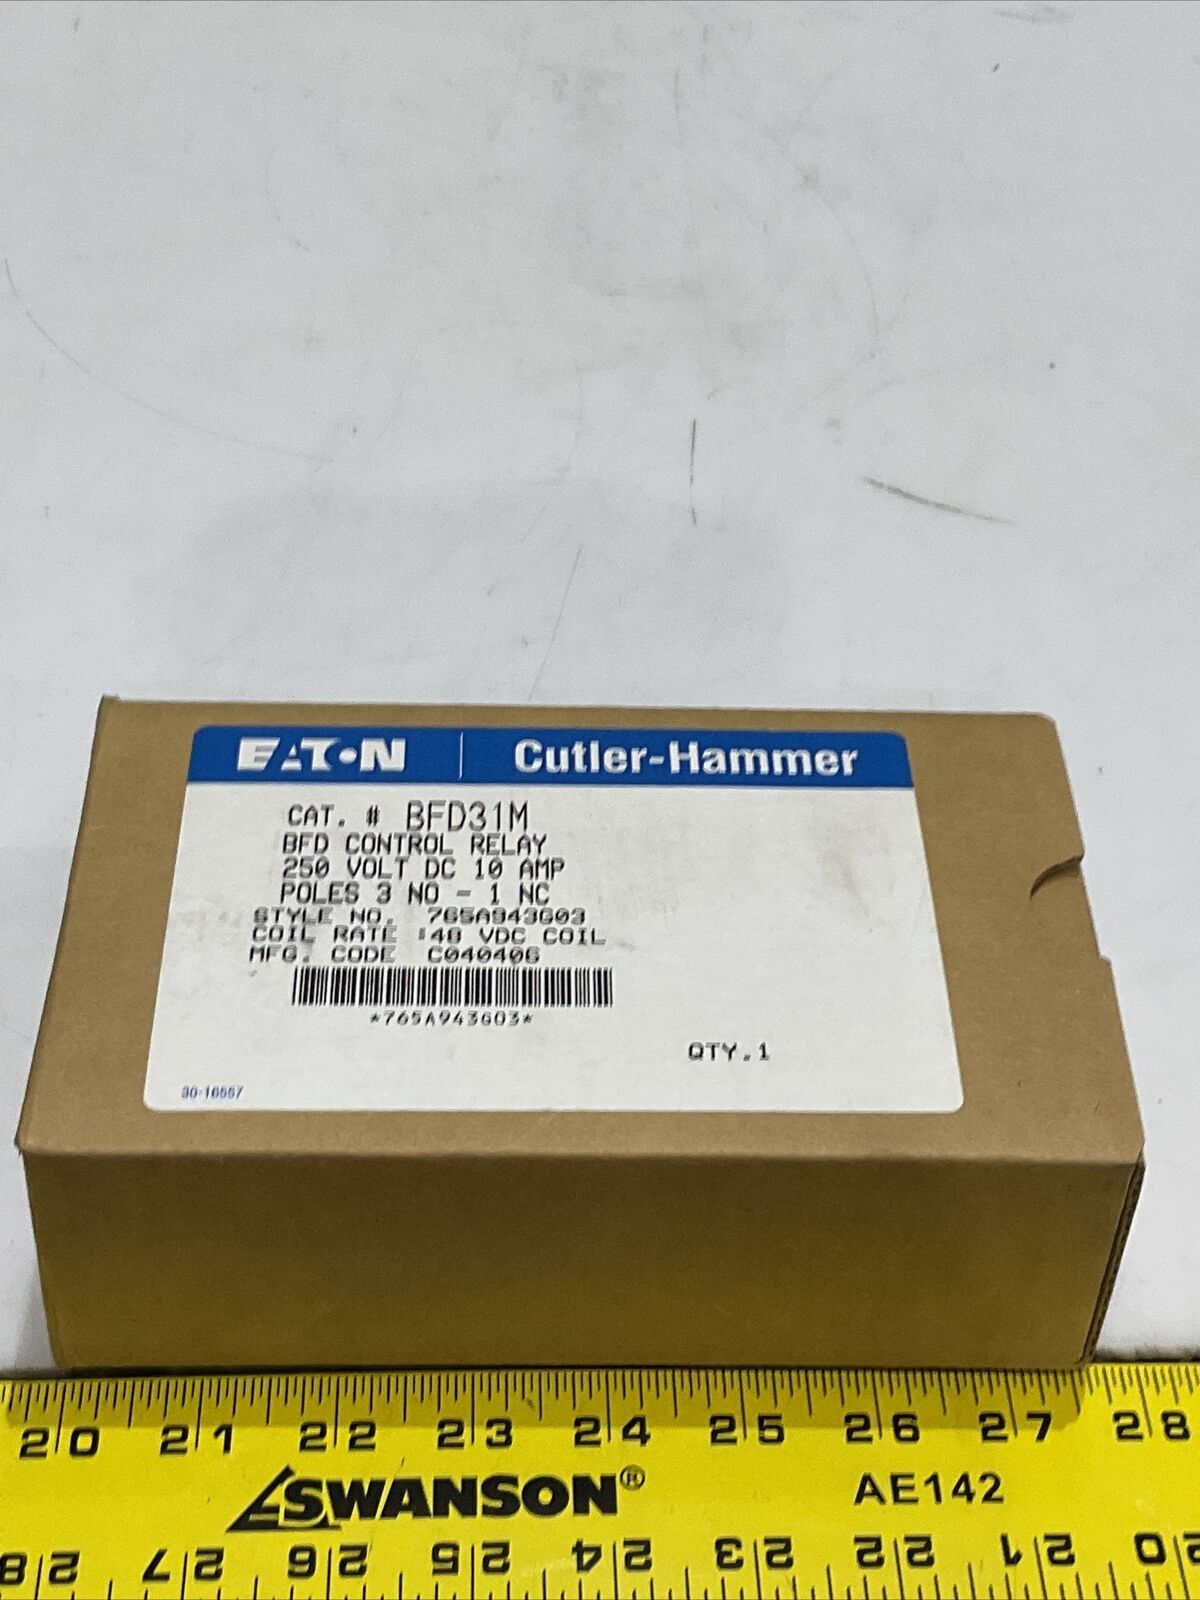 EATON Cutler-Hammer
CAT. # BFD31M
BFD CONTROL RELAY
250 VOLT DC 10 AMP
POLES 3 NO - 1 NC
STYLE NO. 765A943G03
COIL RATE :48 VDC COIL
MFG. CODE C040406
*765A943G03*
QTY.1
30-16557
20 21 22 23 24 25 26 27 28
SWANSON® AE142
28 27 26 25 24 23 22 21 20